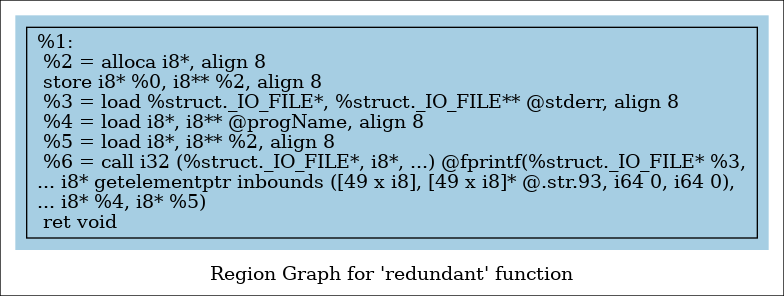 %1:
%2 = alloca i8*, align 8
store i8* %0, i8** %2, align 8
%3 = load %struct._IO_FILE*, %struct._IO_FILE** @stderr, align 8
%4 = load i8*, i8** @progName, align 8
%5 = load i8*, i8** %2, align 8
%6 = call i32 (%struct._IO_FILE*, i8*, ...) @fprintf(%struct._IO_FILE* %3,
... i8* getelementptr inbounds ([49 x i8], [49 x i8]* @.str.93, i64 0, i64 0),
... i8* %4, i8* %5)
ret void
Region Graph for 'redundant' function